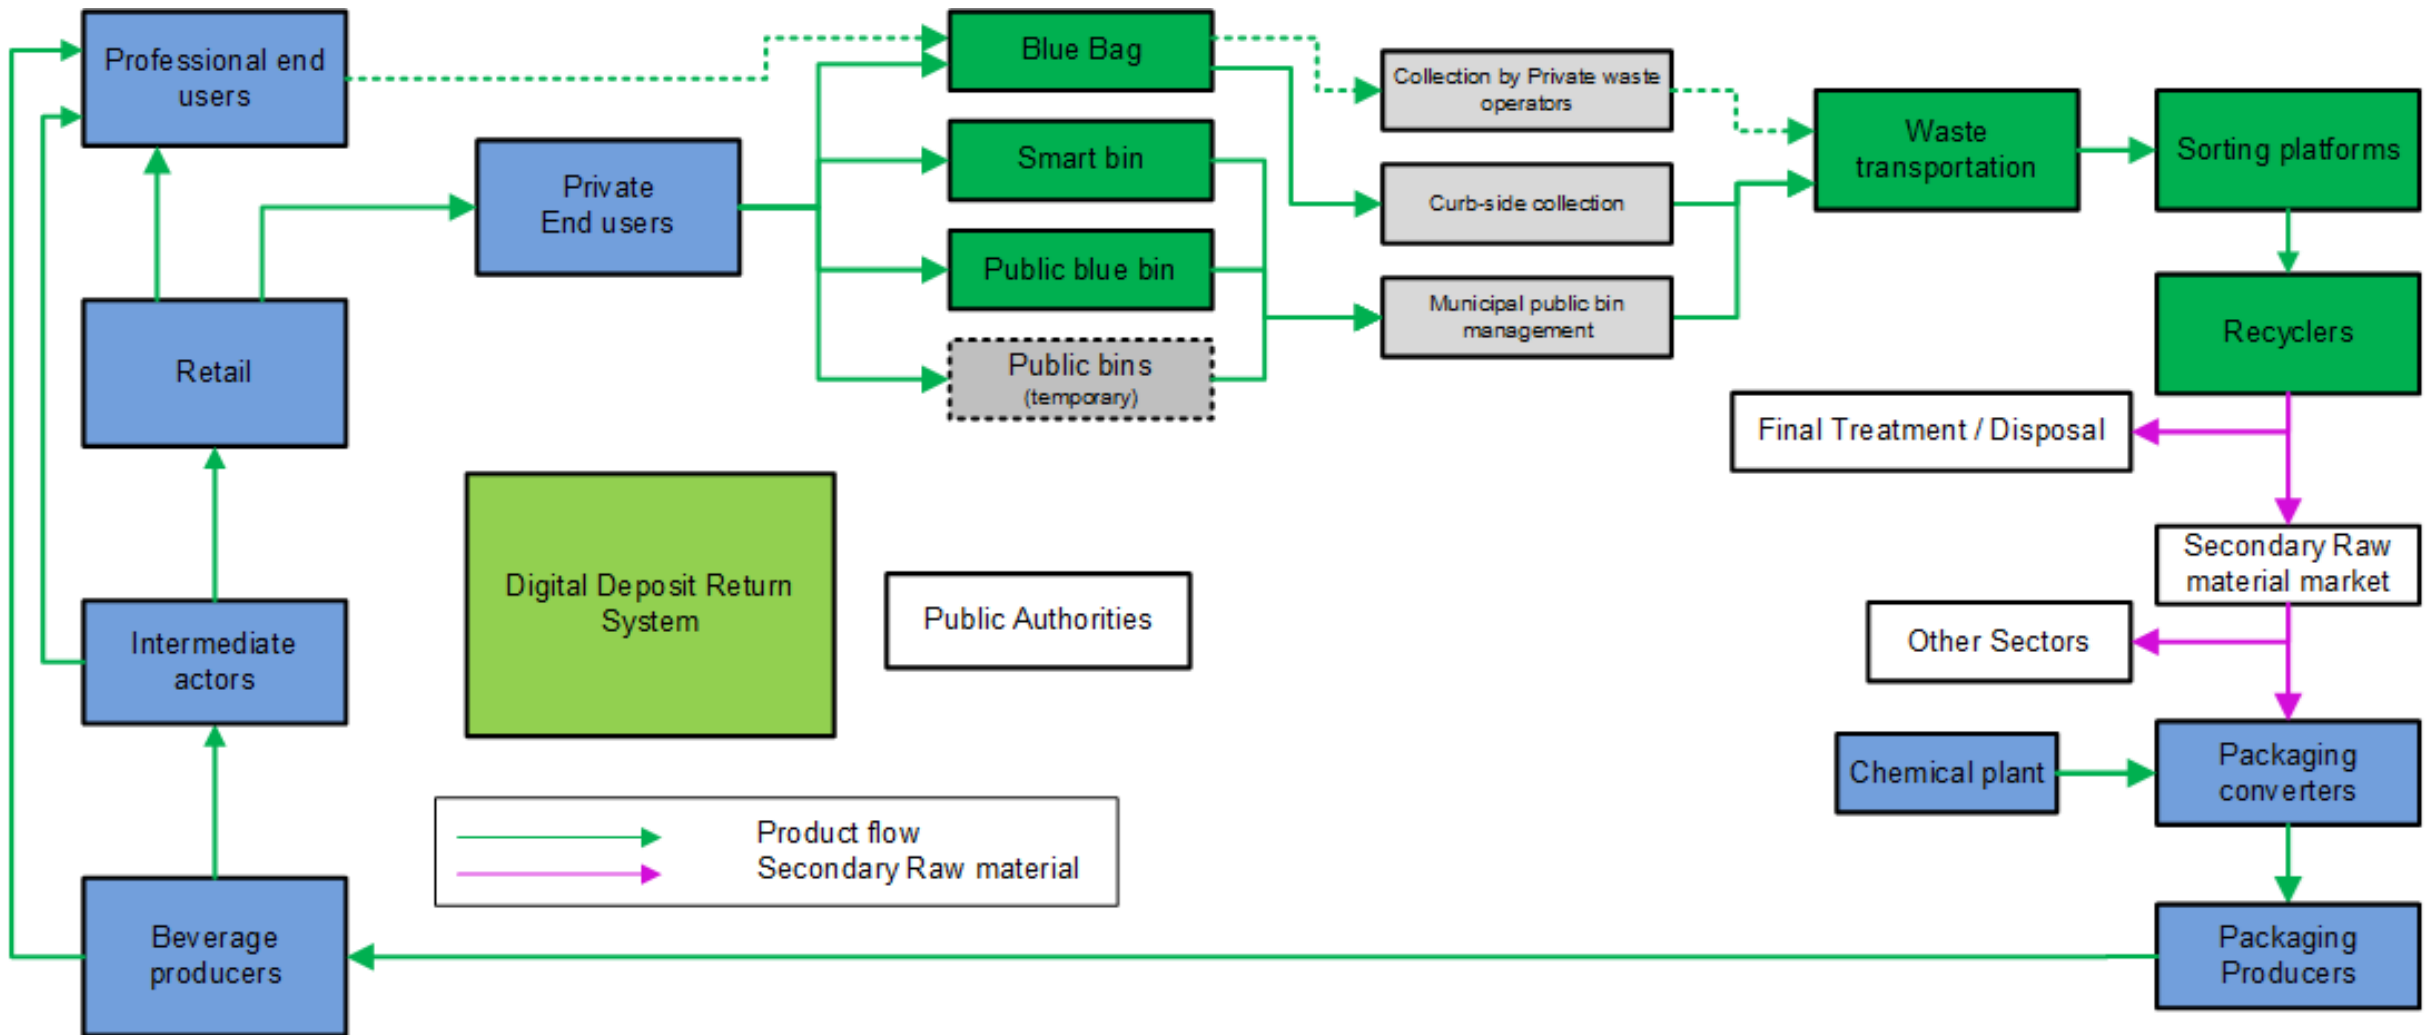 Professional end
users
Blue Bag
Collection by Private waste
operators
Waste
transportation
Sorting platforms
Private
End users
Smart bin
Curb-side collection
Public blue bin
Municipal public bin
management
Recyclers
Retail
Public bins
(temporary)
Final Treatment / Disposal
Digital Deposit Return
System
Public Authorities
Secondary Raw
material market
Intermediate
actors
Other Sectors
Chemical plant
Packaging
converters
Product flow
Secondary Raw material
Beverage
producers
Packaging
Producers